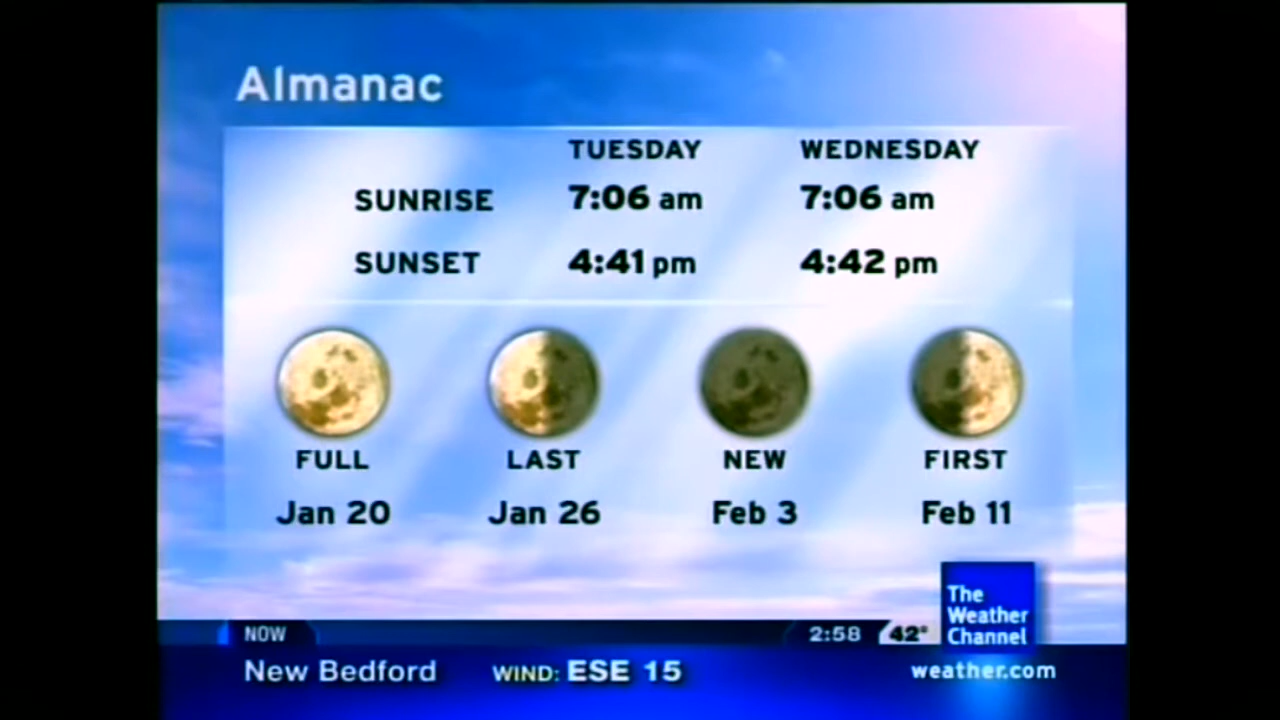 Almanac
TUESDAY WEDNESDAY
SUNRISE 7:06 am 7:06 am
SUNSET 4:41 pm 4:42 pm
FULL LAST NEW FIRST
Jan 20 Jan 26 Feb 3 Feb 11
The
Weather
Channel
NOW 2:58 42°
New Bedford WIND: ESE 15 weather.com